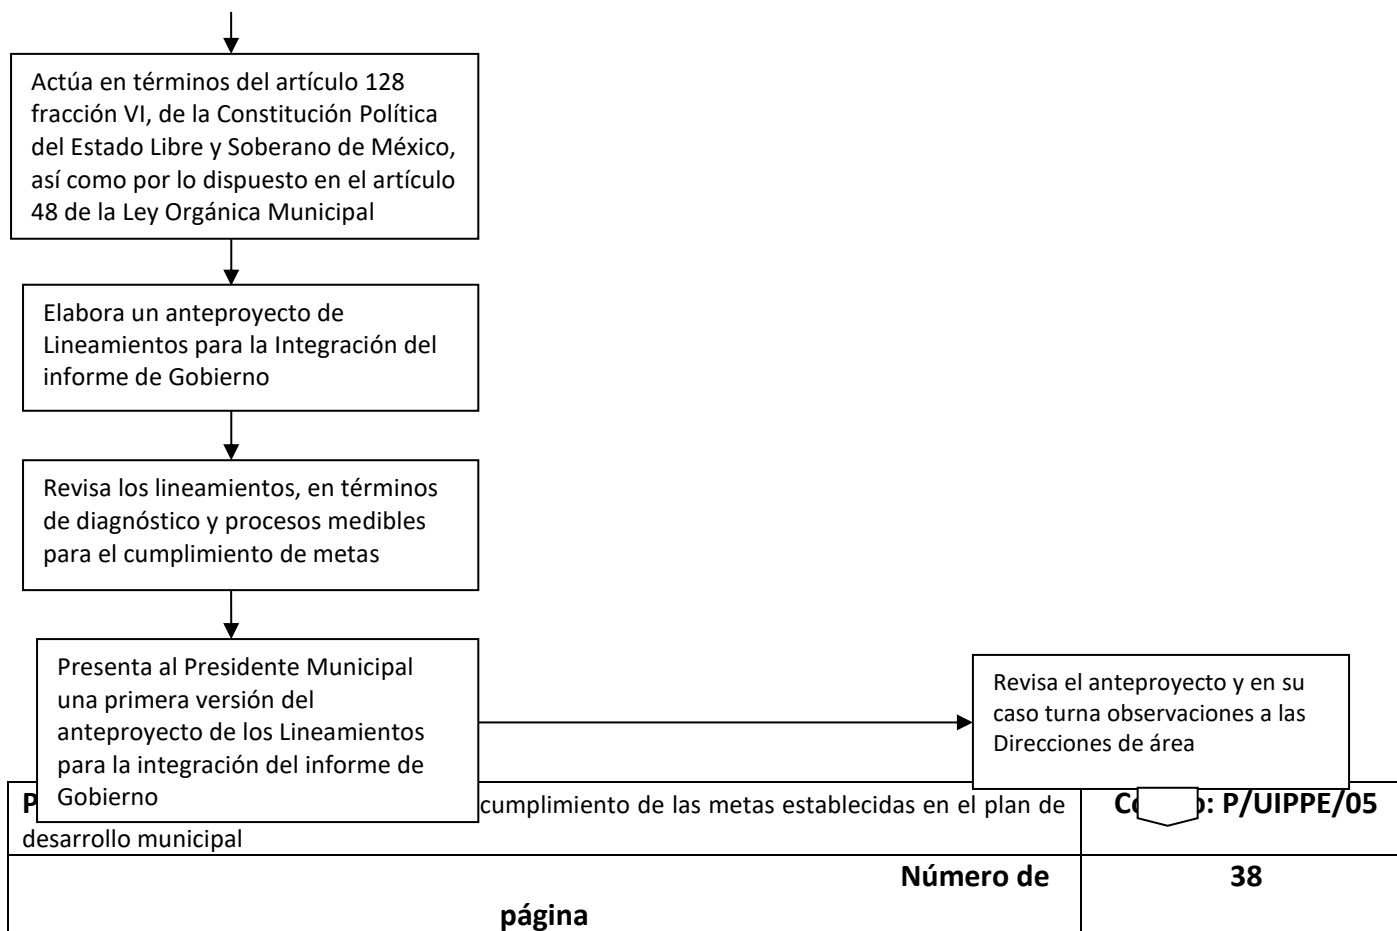 Actúa en términos del artículo 128
fracción VI, de la Constitución Política
del Estado Libre y Soberano de México,
así como por lo dispuesto en el artículo
48 de la Ley Orgánica Municipal
Elabora un anteproyecto de
Lineamientos para la Integración del
informe de Gobierno
Revisa los lineamientos, en términos
de diagnóstico y procesos medibles
para el cumplimiento de metas
Presenta al Presidente Municipal
una primera versión del
anteproyecto de los Lineamientos
para la integración del informe de
Gobierno
Revisa el anteproyecto y en su
caso turna observaciones a las
Direcciones de área
cumplimiento de las metas establecidas en el plan de
desarrollo municipal
P/UIPPE/05
Número de
página
38